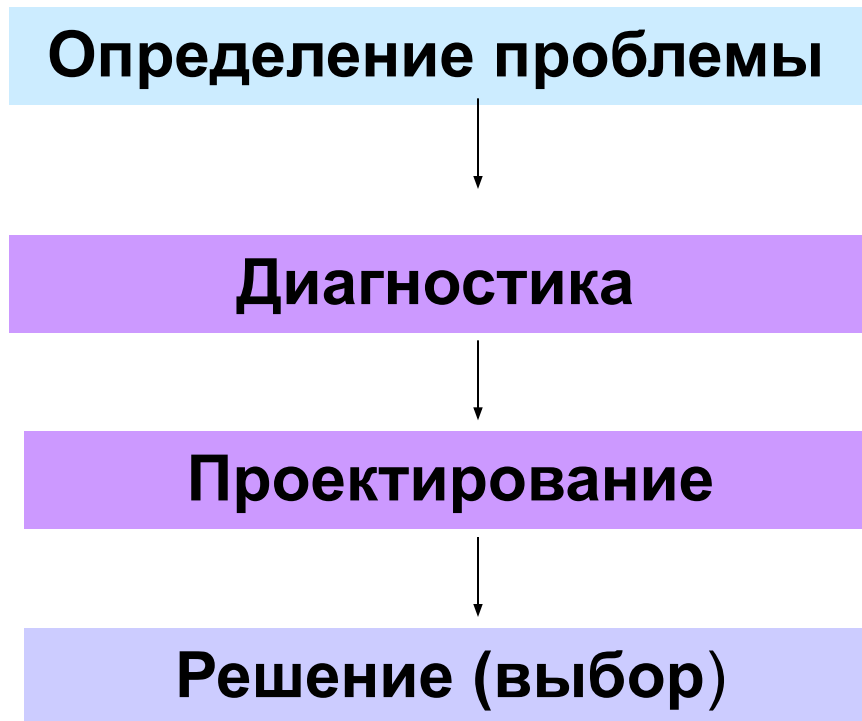 Определение проблемы
Диагностика
Проектирование
Решение (выбор)